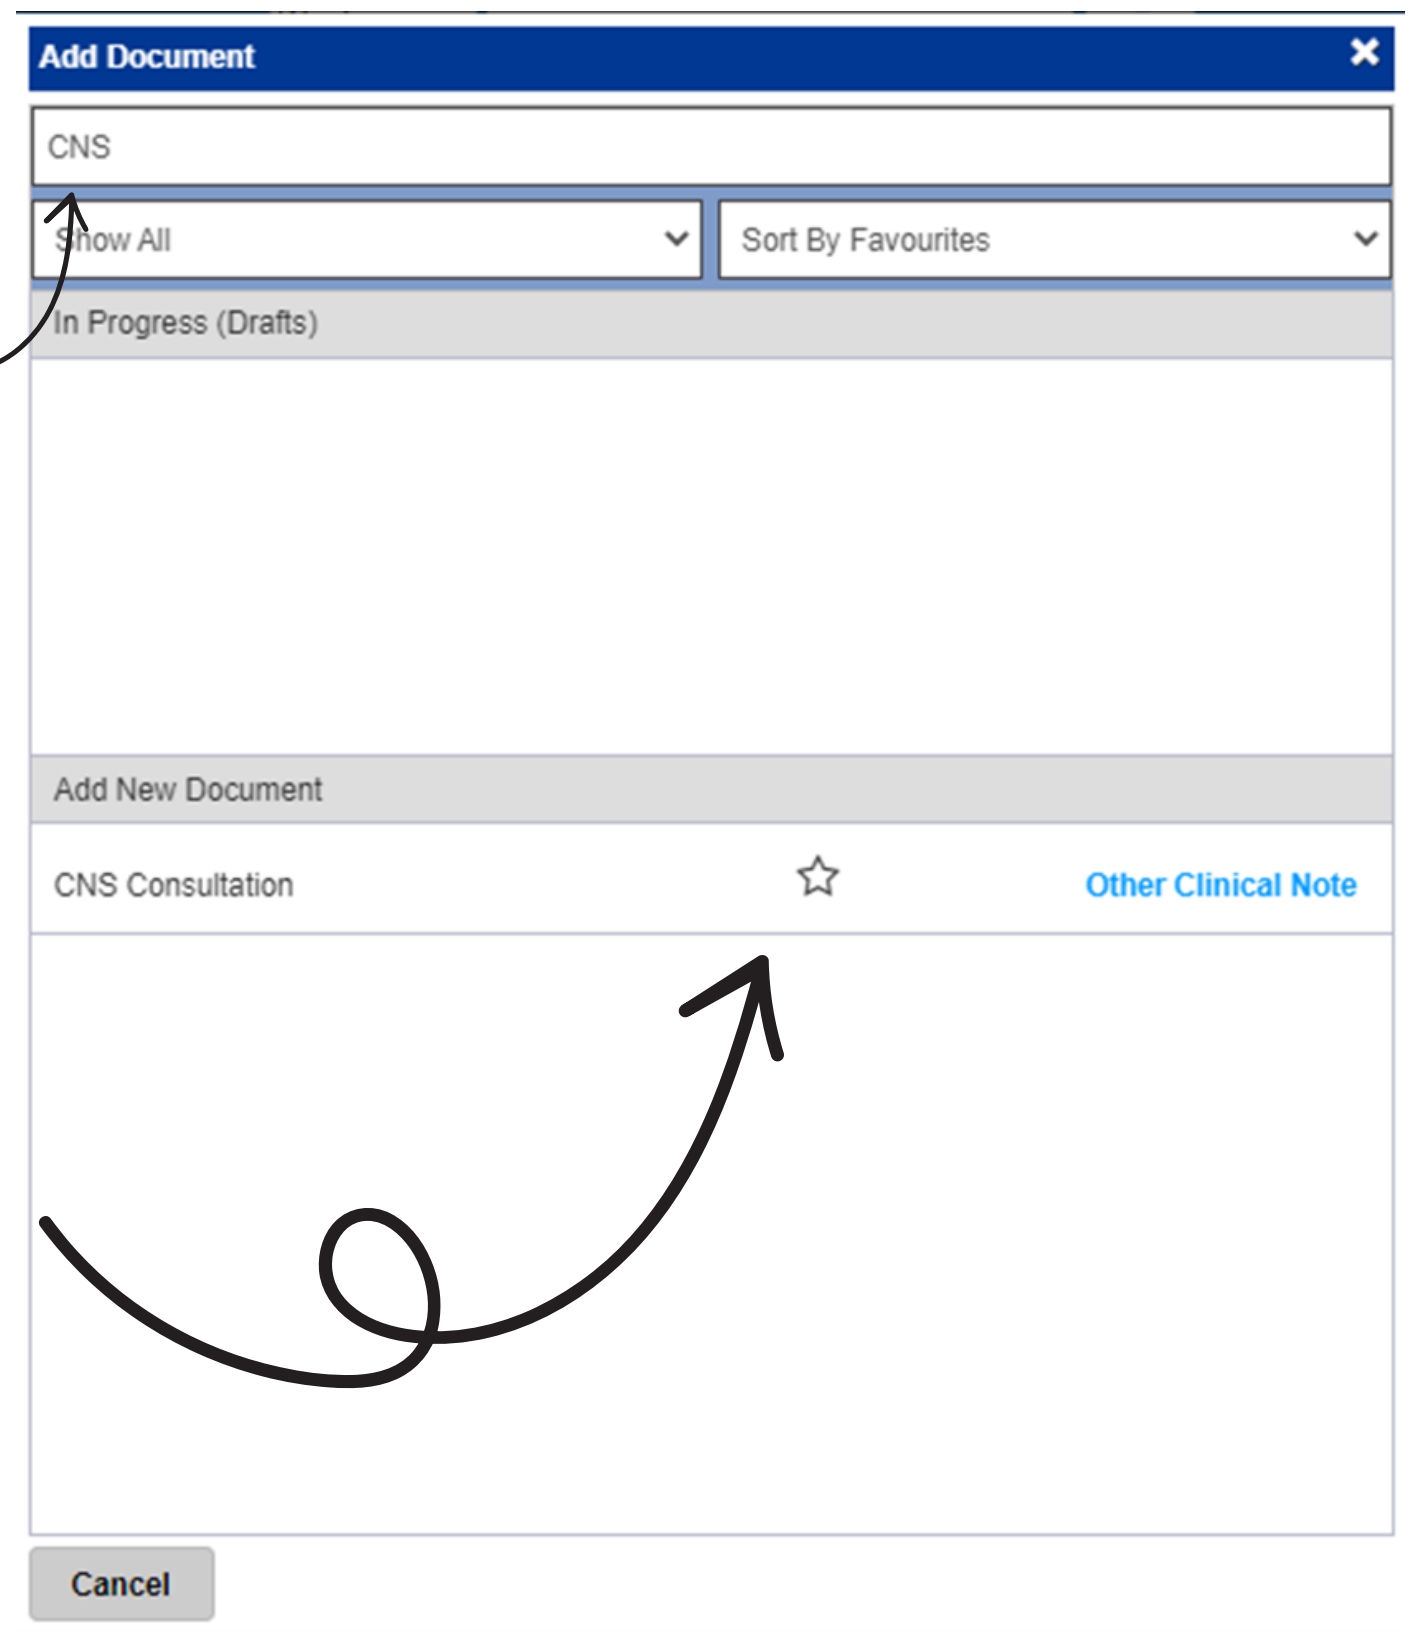 Add Document
CNS
Show All Sort By Favourites
In Progress (Drafts)
Add New Document
CNS Consultation Other Clinical Note
Cancel